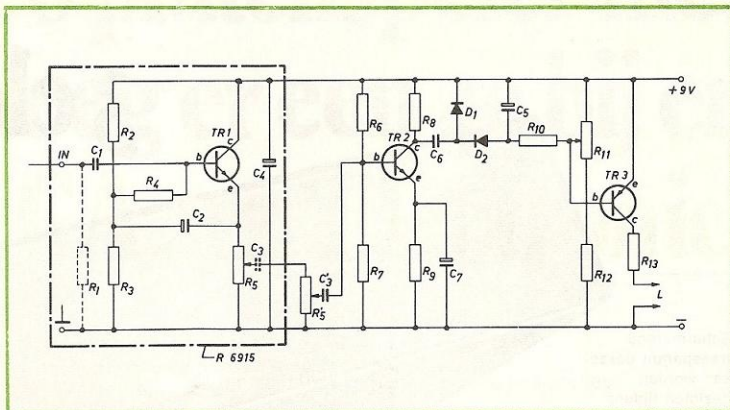 +9V
R2
TR1
c
b
e
IN
C1
R4
C2
C4
R1
R3
R5
C3
C'3
R'5
R6
R8
TR2
c
b
e
C6
D1
D2
C5
R10
R11
TR3
e
b
c
R7
R9
C7
R12
R13
L
−
R 6915